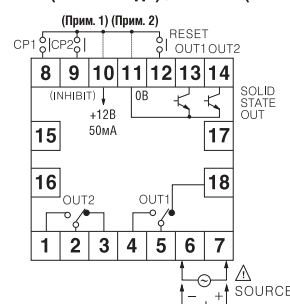 (Прим. 1) (Прим. 2)
RESET
CP1 CP2 OUT1 OUT2
8 9 10 11 12 13 14
(INHIBIT) 0В SOLID
+12В STATE
50мА OUT
15 17
16 18
OUT2 OUT1
1 2 3 4 5 6 7
SOURCE
− +